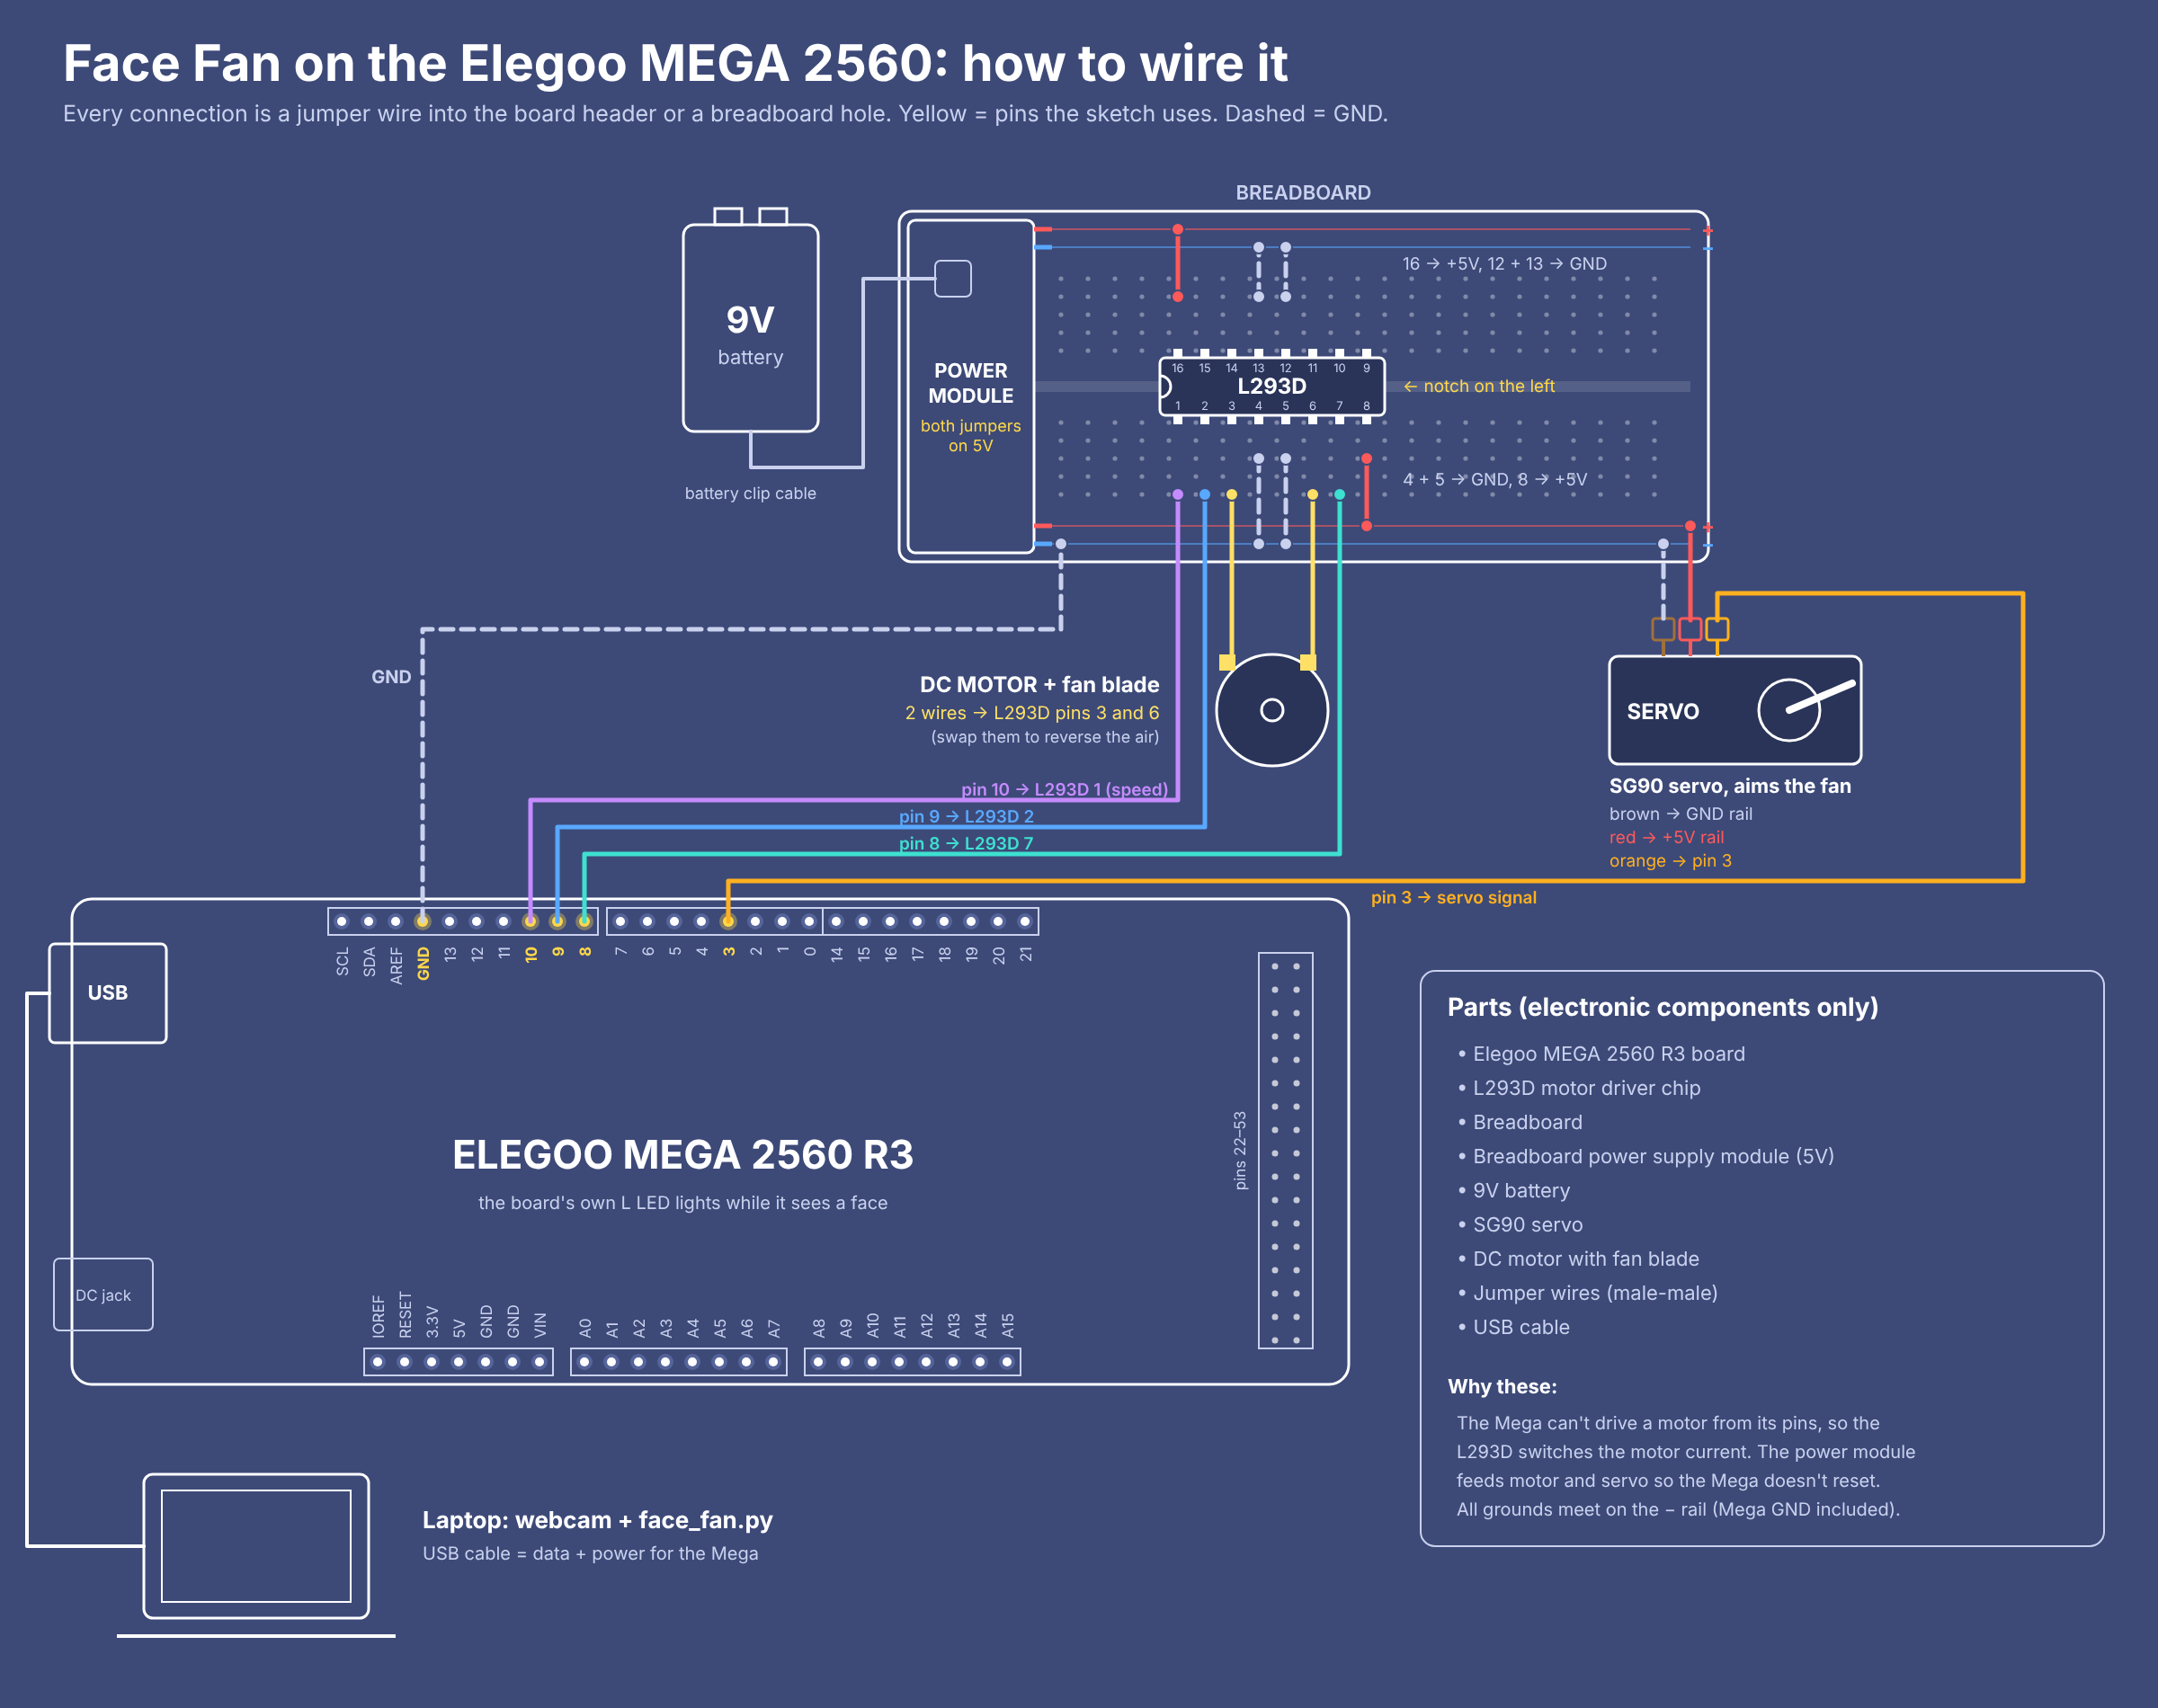 Face Fan on the Elegoo MEGA 2560: how to wire it
Every connection is a jumper wire into the board header or a breadboard hole. Yellow = pins the sketch uses. Dashed = GND.
BREADBOARD
9V
battery
battery clip cable
POWER
MODULE
both jumpers
on 5V
+
–
16 → +5V, 12 + 13 → GND
16 15 14 13 12 11 10 9
L293D
1 2 3 4 5 6 7 8
← notch on the left
4 + 5 → GND, 8 → +5V
+
–
GND
DC MOTOR + fan blade
2 wires → L293D pins 3 and 6
(swap them to reverse the air)
SERVO
SG90 servo, aims the fan
brown → GND rail
red → +5V rail
orange → pin 3
pin 10 → L293D 1 (speed)
pin 9 → L293D 2
pin 8 → L293D 7
pin 3 → servo signal
SCL SDA AREF GND 13 12 11 10 9 8 7 6 5 4 3 2 1 0 14 15 16 17 18 19 20 21
USB
ELEGOO MEGA 2560 R3
the board's own L LED lights while it sees a face
pins 22–53
DC jack
IOREF RESET 3.3V 5V GND GND VIN A0 A1 A2 A3 A4 A5 A6 A7 A8 A9 A10 A11 A12 A13 A14 A15
Laptop: webcam + face_fan.py
USB cable = data + power for the Mega
Parts (electronic components only)
• Elegoo MEGA 2560 R3 board
• L293D motor driver chip
• Breadboard
• Breadboard power supply module (5V)
• 9V battery
• SG90 servo
• DC motor with fan blade
• Jumper wires (male-male)
• USB cable
Why these:
The Mega can't drive a motor from its pins, so the
L293D switches the motor current. The power module
feeds motor and servo so the Mega doesn't reset.
All grounds meet on the − rail (Mega GND included).